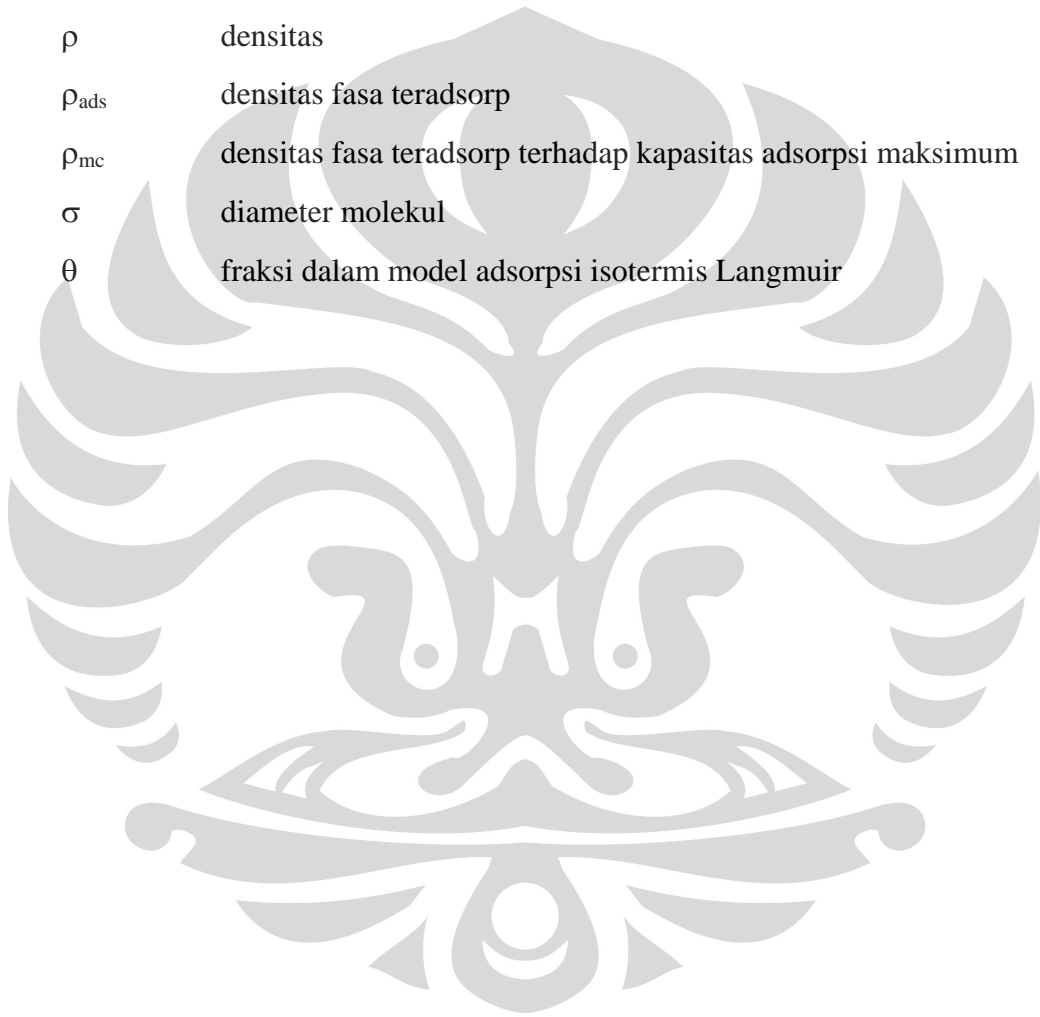 ρ densitas
ρads densitas fasa teradsorp
ρmc densitas fasa teradsorp terhadap kapasitas adsorpsi maksimum
σ diameter molekul
θ fraksi dalam model adsorpsi isotermis Langmuir